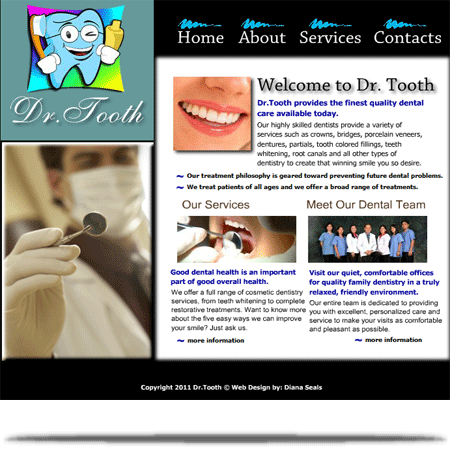 Dr.Tooth
Home About Services Contacts
Welcome to Dr. Tooth
Dr.Tooth provides the finest quality dental
care available today.
Our highly skilled dentists provide a variety of
services such as crowns, bridges, porcelain veneers,
dentures, partials, tooth colored fillings, teeth
whitening, root canals and all other types of
dentistry to create that winning smile you so desire.
~ Our treatment philosophy is geared toward preventing future dental problems.
~ We treat patients of all ages and we offer a broad range of treatments.
Our Services
Good dental health is an important
part of good overall health.
We offer a full range of cosmetic dentistry
services, from teeth whitening to complete
restorative treatments. Want to know more
about the five easy ways we can improve
your smile? Just ask us.
~ more information
Meet Our Dental Team
Visit our quiet, comfortable offices
for quality family dentistry in a truly
relaxed, friendly environment.
Our entire team is dedicated to providing
you with excellent, personalized care and
service to make your visits as comfortable
and pleasant as possible.
~ more information
Copyright 2011 Dr.Tooth © Web Design by: Diana Seals